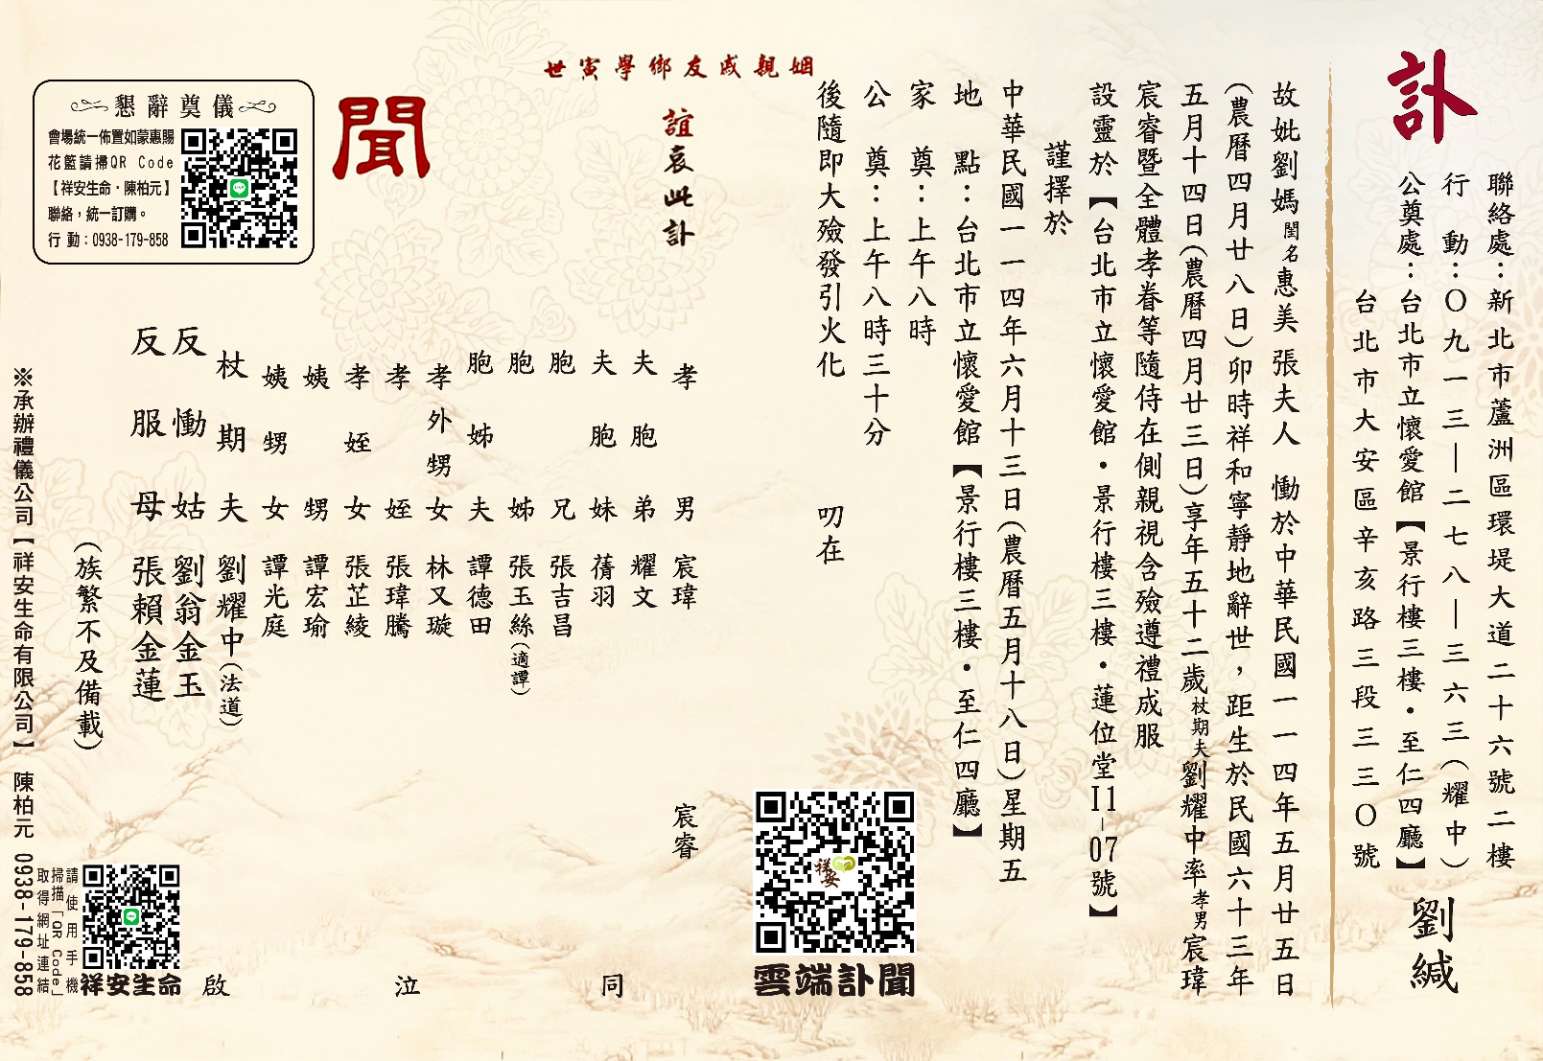 訃
聯絡處：新北市蘆洲區環堤大道二十六號二樓
行動：〇九一三—二七八—三六三（耀中）
公奠處：台北市立懷愛館【景行樓三樓・至仁四廳】
台北市大安區辛亥路三段三三〇號
劉緘
故妣劉媽閨名惠美 張夫人 慟於中華民國一一四年五月廿五日
（農曆四月廿八日）卯時祥和寧靜地辭世，距生於民國六十三年
五月十四日（農曆四月廿三日）享年五十二歲杖期夫劉耀中率孝男宸瑋
宸睿暨全體孝眷等隨侍在側親視含殮遵禮成服
設靈於【台北市立懷愛館・景行樓三樓・蓮位堂I1-07號】
謹擇於
中華民國一一四年六月十三日（農曆五月十八日）星期五
地 點：台北市立懷愛館【景行樓三樓・至仁四廳】
家 奠：上午八時
公 奠：上午八時三十分
後隨即大殮發引火化 叨在
姻親戚友鄉學寅世
誼哀此訃
聞
孝男 宸瑋
宸睿
夫胞弟 耀文
夫胞妹 蒨羽
胞兄 張吉昌
胞姊 張玉絲（適譚）
胞姊夫 譚德田
孝外甥女 林又璇
孝姪 張瑋騰
孝姪女 張芷綾
姨甥 譚宏瑜
姨甥女 譚光庭
杖期夫 劉耀中（法道）
反慟姑 劉翁金玉
反服母 張賴金蓮
（族繁不及備載）
同泣啟
懇辭奠儀
會場統一佈置如蒙惠賜
花籃請掃QR Code
【祥安生命・陳柏元】
聯絡，統一訂購。
行 動：0938-179-858
祥安
雲端訃聞
請使用手機
掃描「QR Code」
取得網址連結
祥安生命
※承辦禮儀公司【祥安生命有限公司】 陳柏元 0938-179-858